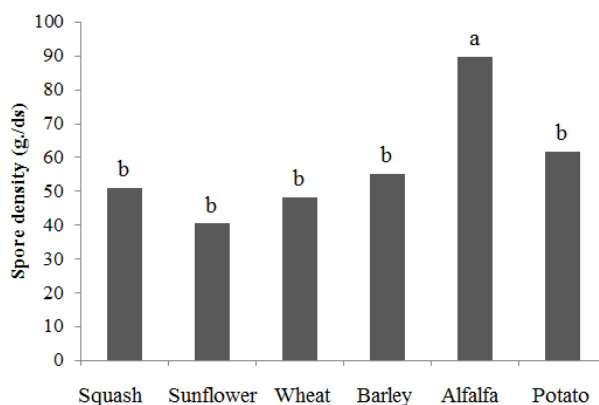 100
90
80
70
60
50
40
30
20
10
0
Spore density (g./ds)
b
b
b
b
a
b
Squash Sunflower Wheat Barley Alfalfa Potato